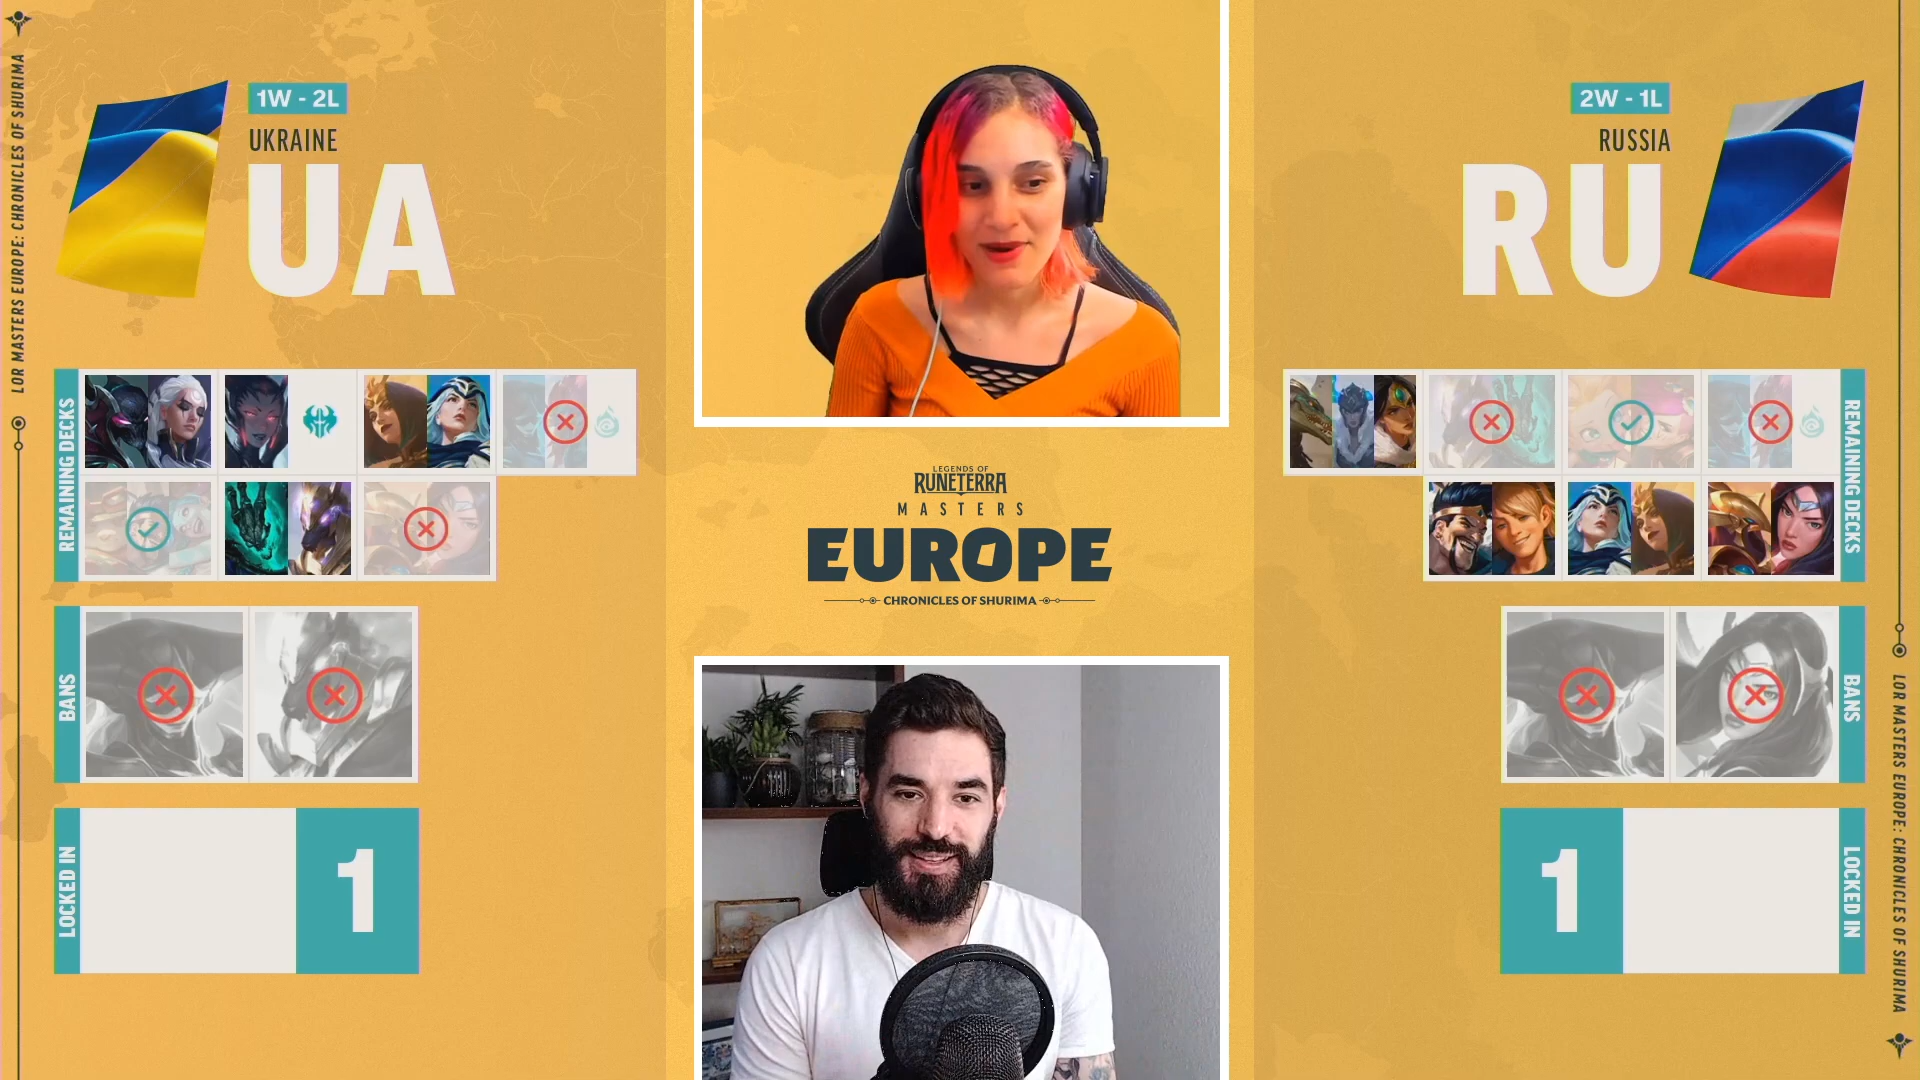 LOR MASTERS EUROPE: CHRONICLES OF SHURIMA
1W - 2L
UKRAINE
UA
REMAINING DECKS
BANS
LOCKED IN
1
LEGENDS OF
RUNETERRA
MASTERS
EUROPE
CHRONICLES OF SHURIMA
2W - 1L
RUSSIA
RU
REMAINING DECKS
BANS
1
LOCKED IN
LOR MASTERS EUROPE: CHRONICLES OF SHURIMA